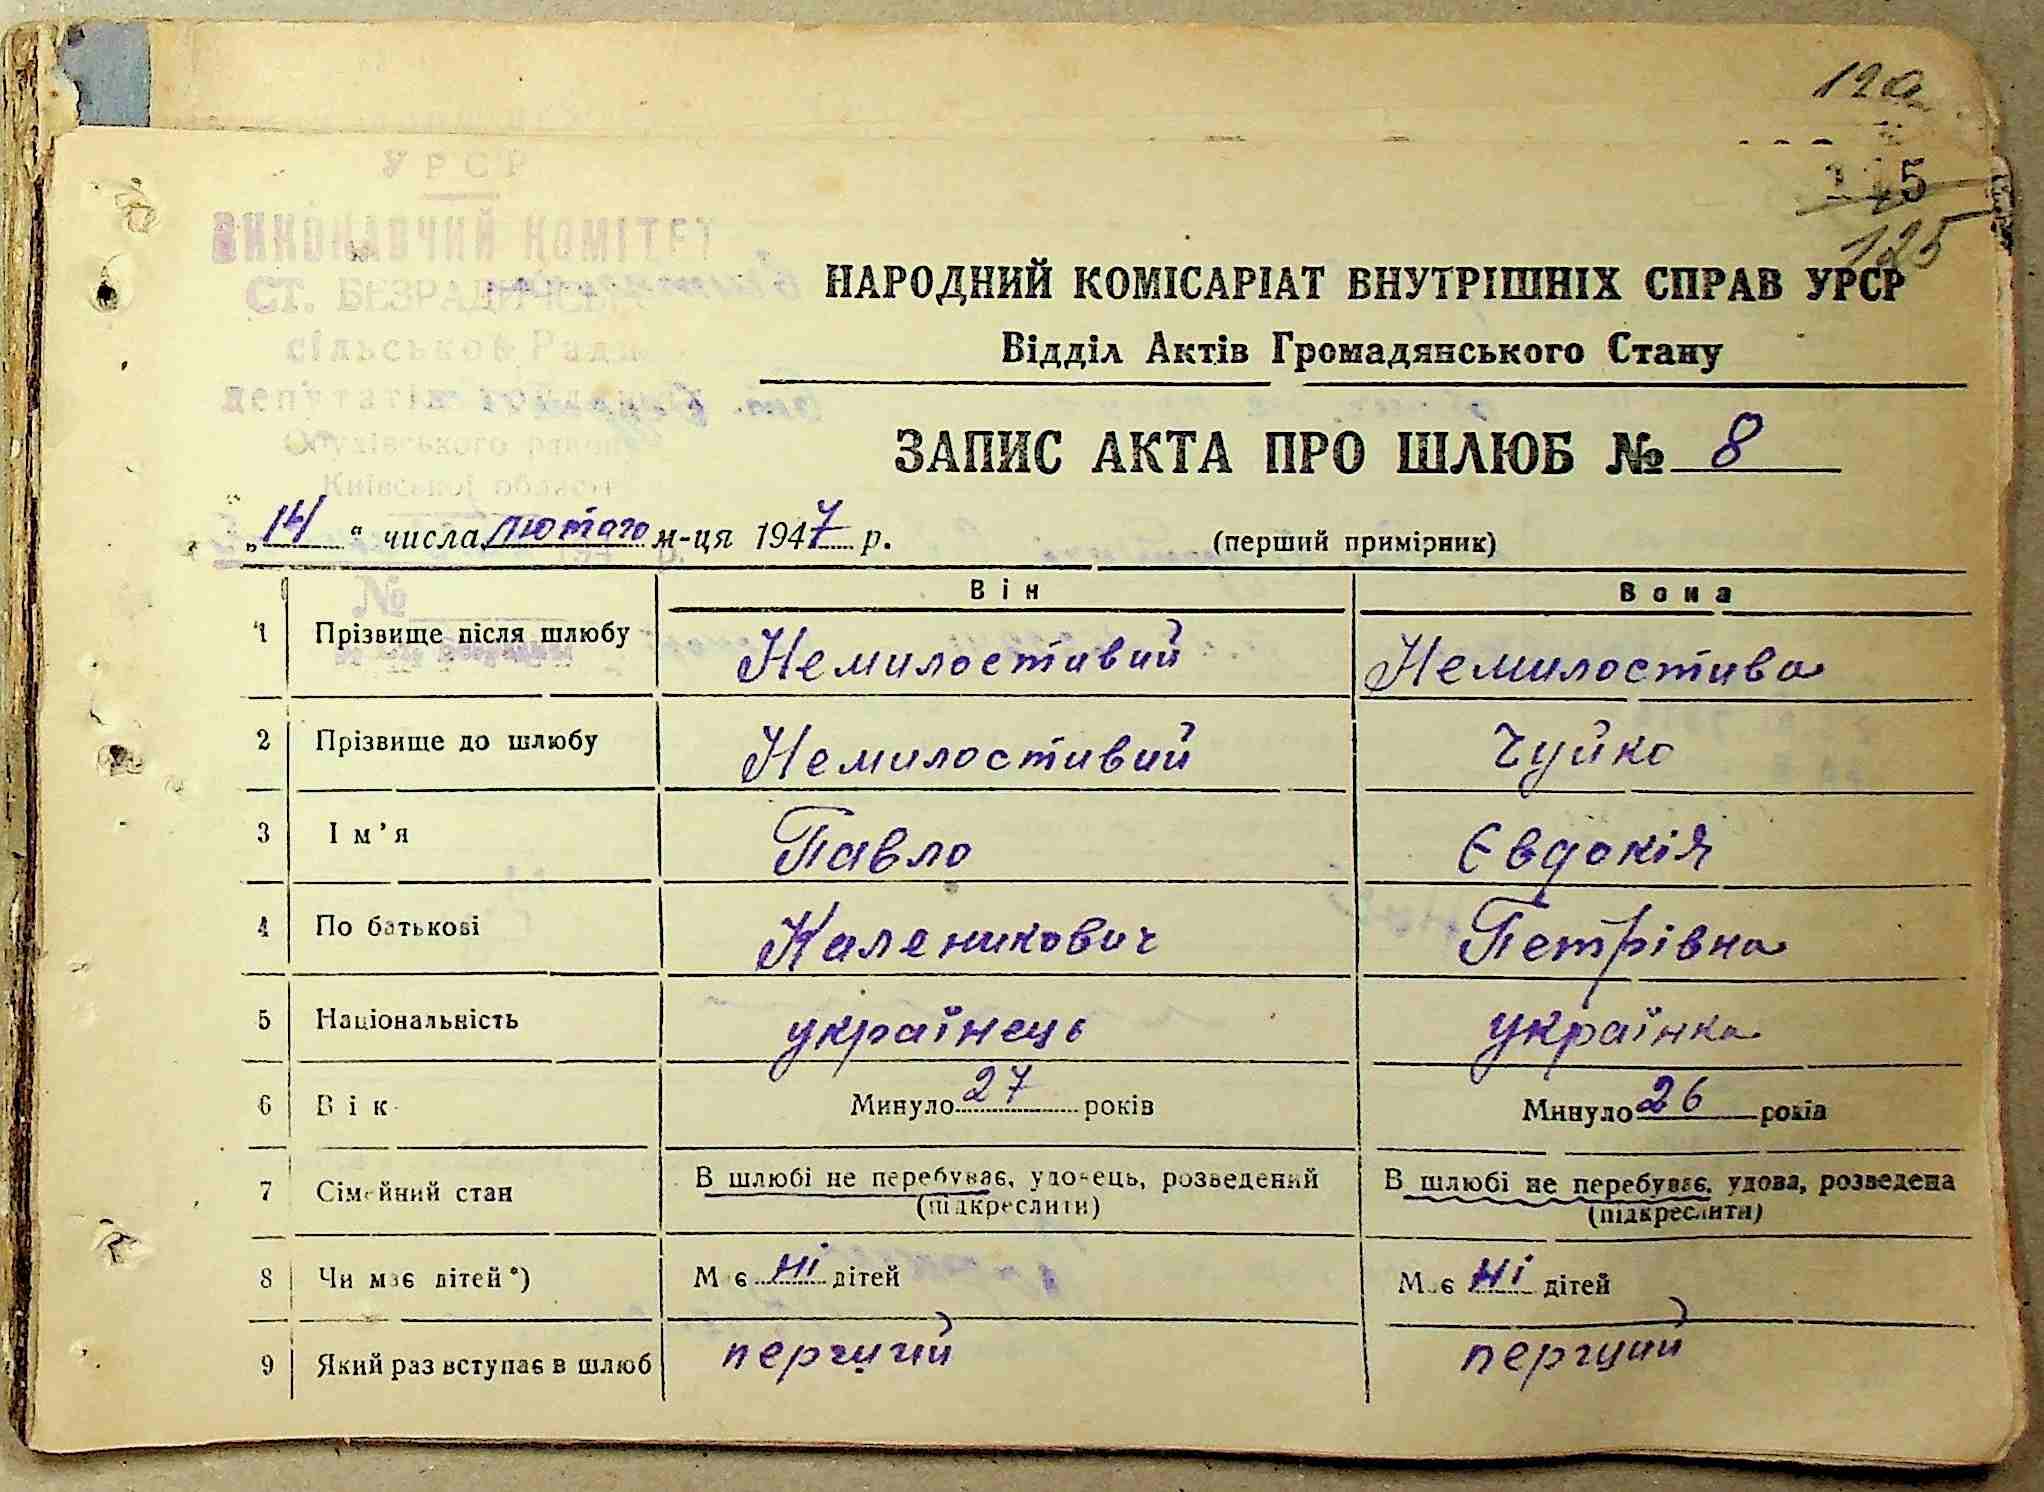 12а
115
125
УРСР
ВИКОНАВЧИЙ КОМІТЕТ
СТ. БЕЗРАДИЧСЬКОЇ
сільської Ради
депутатів трудящих
Обухівського району
Київської області
№
НАРОДНИЙ КОМІСАРІАТ ВНУТРІШНІХ СПРАВ УРСР
Відділ Актів Громадянського Стану
ЗАПИС АКТА ПРО ШЛЮБ № 8
„14“ числа лютого м-ця 1947 р. (перший примірник)
Він Вона
1 Прізвище після шлюбу Немилостивий Немилостива
2 Прізвище до шлюбу Немилостивий Чуйко
3 Ім’я Павло Євдокія
4 По батькові Каленикович Петрівна
5 Національність українець українка
6 Вік Минуло 27 років Минуло 26 років
7 Сімейний стан В шлюбі не перебуває, удовець, розведений В шлюбі не перебуває, удова, розведена
(підкреслити) (підкреслити)
8 Чи має дітей*) Має ні дітей Має ні дітей
9 Який раз вступає в шлюб перший перший